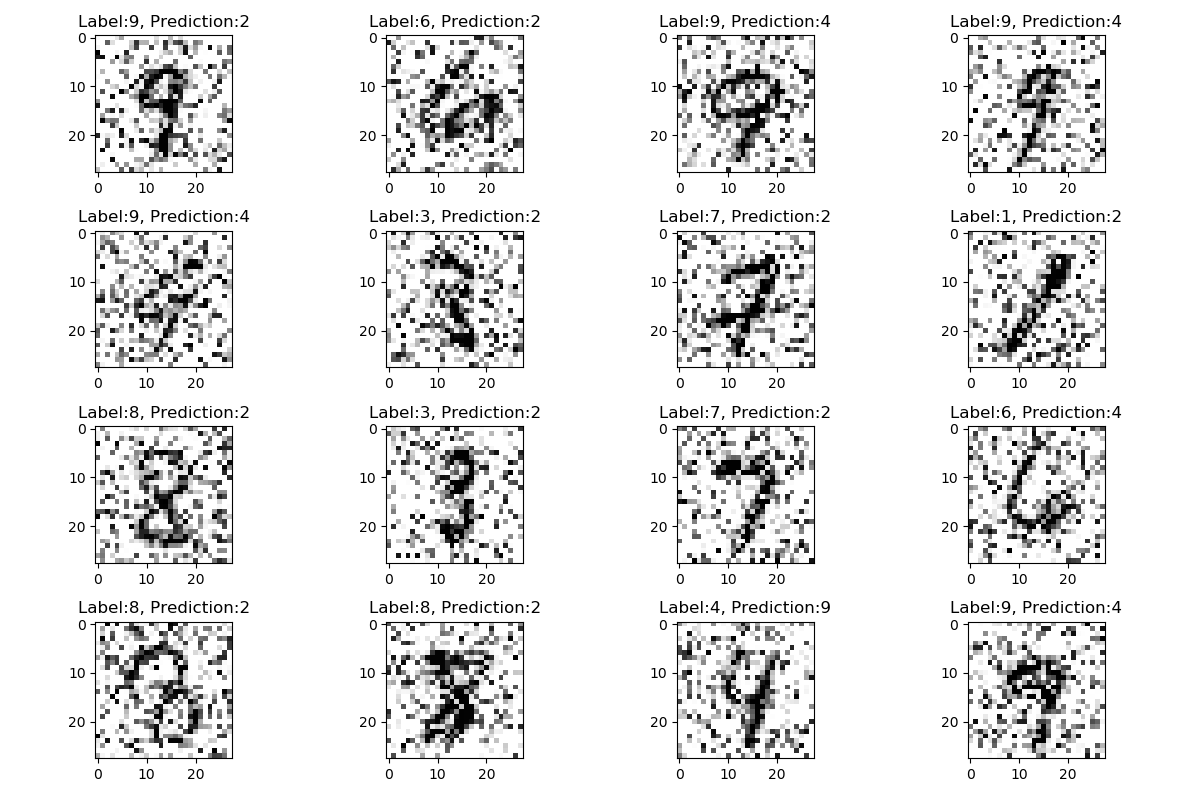 Label:9, Prediction:2
Label:6, Prediction:2
Label:9, Prediction:4
Label:9, Prediction:4
0
10
20
0 10 20
0
10
20
0 10 20
0
10
20
0 10 20
0
10
20
0 10 20
Label:9, Prediction:4
Label:3, Prediction:2
Label:7, Prediction:2
Label:1, Prediction:2
0
10
20
0 10 20
0
10
20
0 10 20
0
10
20
0 10 20
0
10
20
0 10 20
Label:8, Prediction:2
Label:3, Prediction:2
Label:7, Prediction:2
Label:6, Prediction:4
0
10
20
0 10 20
0
10
20
0 10 20
0
10
20
0 10 20
0
10
20
0 10 20
Label:8, Prediction:2
Label:8, Prediction:2
Label:4, Prediction:9
Label:9, Prediction:4
0
10
20
0 10 20
0
10
20
0 10 20
0
10
20
0 10 20
0
10
20
0 10 20